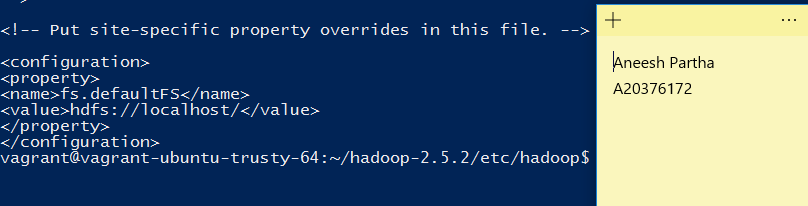 <!-- Put site-specific property overrides in this file. -->
<configuration>
<property>
<name>fs.defaultFS</name>
<value>hdfs://localhost/</value>
</property>
</configuration>
vagrant@vagrant-ubuntu-trusty-64:~/hadoop-2.5.2/etc/hadoop$
Aneesh Partha
A20376172